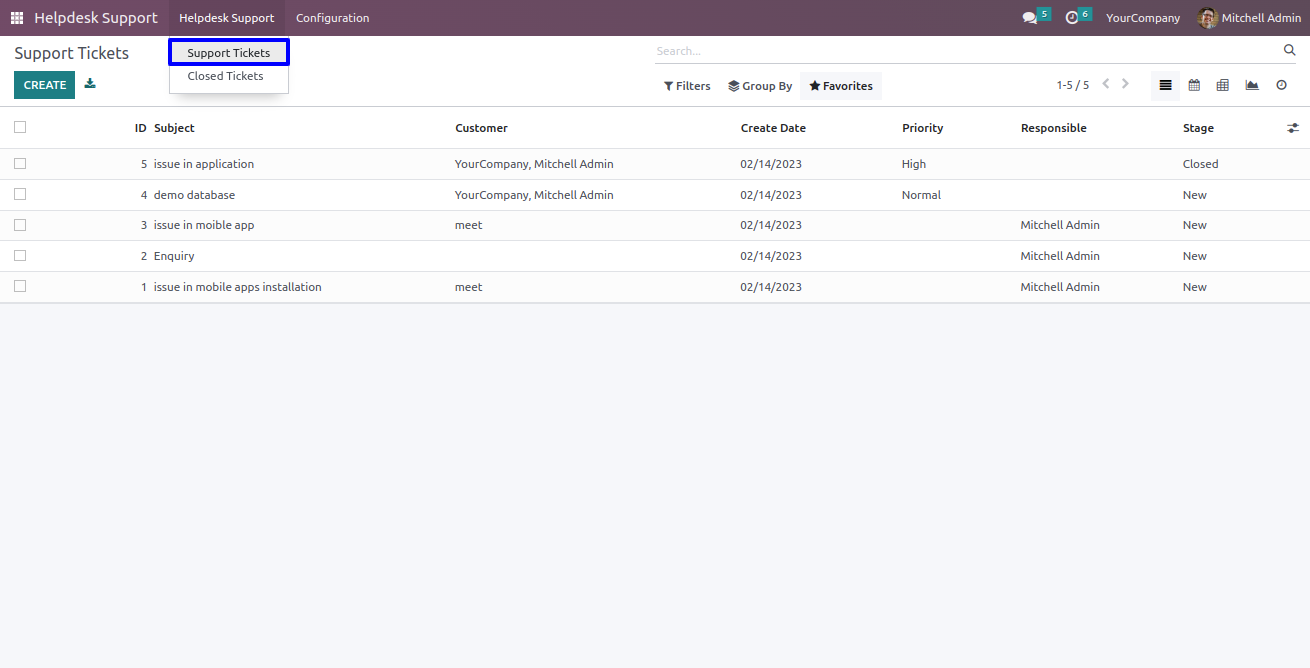 Helpdesk Support Helpdesk Support Configuration 5 6 YourCompany Mitchell Admin
Support Tickets Support Tickets Search...
Closed Tickets
CREATE Filters Group By Favorites 1-5 / 5
ID Subject Customer Create Date Priority Responsible Stage
5 issue in application YourCompany, Mitchell Admin 02/14/2023 High Closed
4 demo database YourCompany, Mitchell Admin 02/14/2023 Normal New
3 issue in moible app meet 02/14/2023 Mitchell Admin New
2 Enquiry 02/14/2023 Mitchell Admin New
1 issue in mobile apps installation meet 02/14/2023 Mitchell Admin New